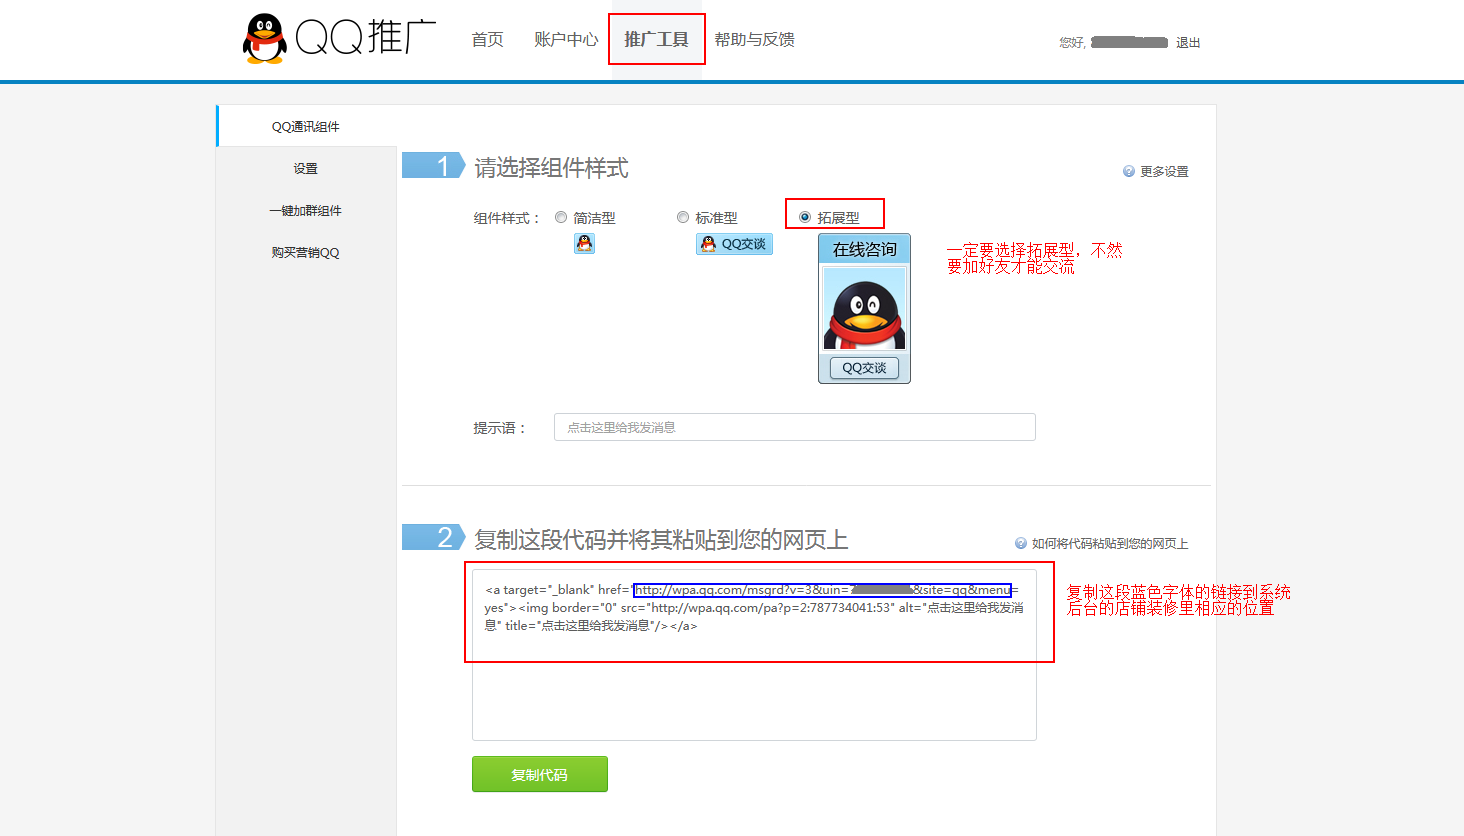 QQ推广
首页 账户中心 推广工具 帮助与反馈
您好, 退出
QQ通讯组件
设置
一键加群组件
购买营销QQ
1 请选择组件样式
更多设置
组件样式： 简洁型 标准型 拓展型
QQ交谈
在线咨询
QQ交谈
一定要选择拓展型，不然
要加好友才能交流
提示语： 点击这里给我发消息
2 复制这段代码并将其粘贴到您的网页上
如何将代码粘贴到您的网页上
<a target="_blank" href="http://wpa.qq.com/msgrd?v=3&uin= &site=qq&menu=
yes"><img border="0" src="http://wpa.qq.com/pa?p=2:787734041:53" alt="点击这里给我发消
息" title="点击这里给我发消息"/></a>
复制这段蓝色字体的链接到系统
后台的店铺装修里相应的位置
复制代码